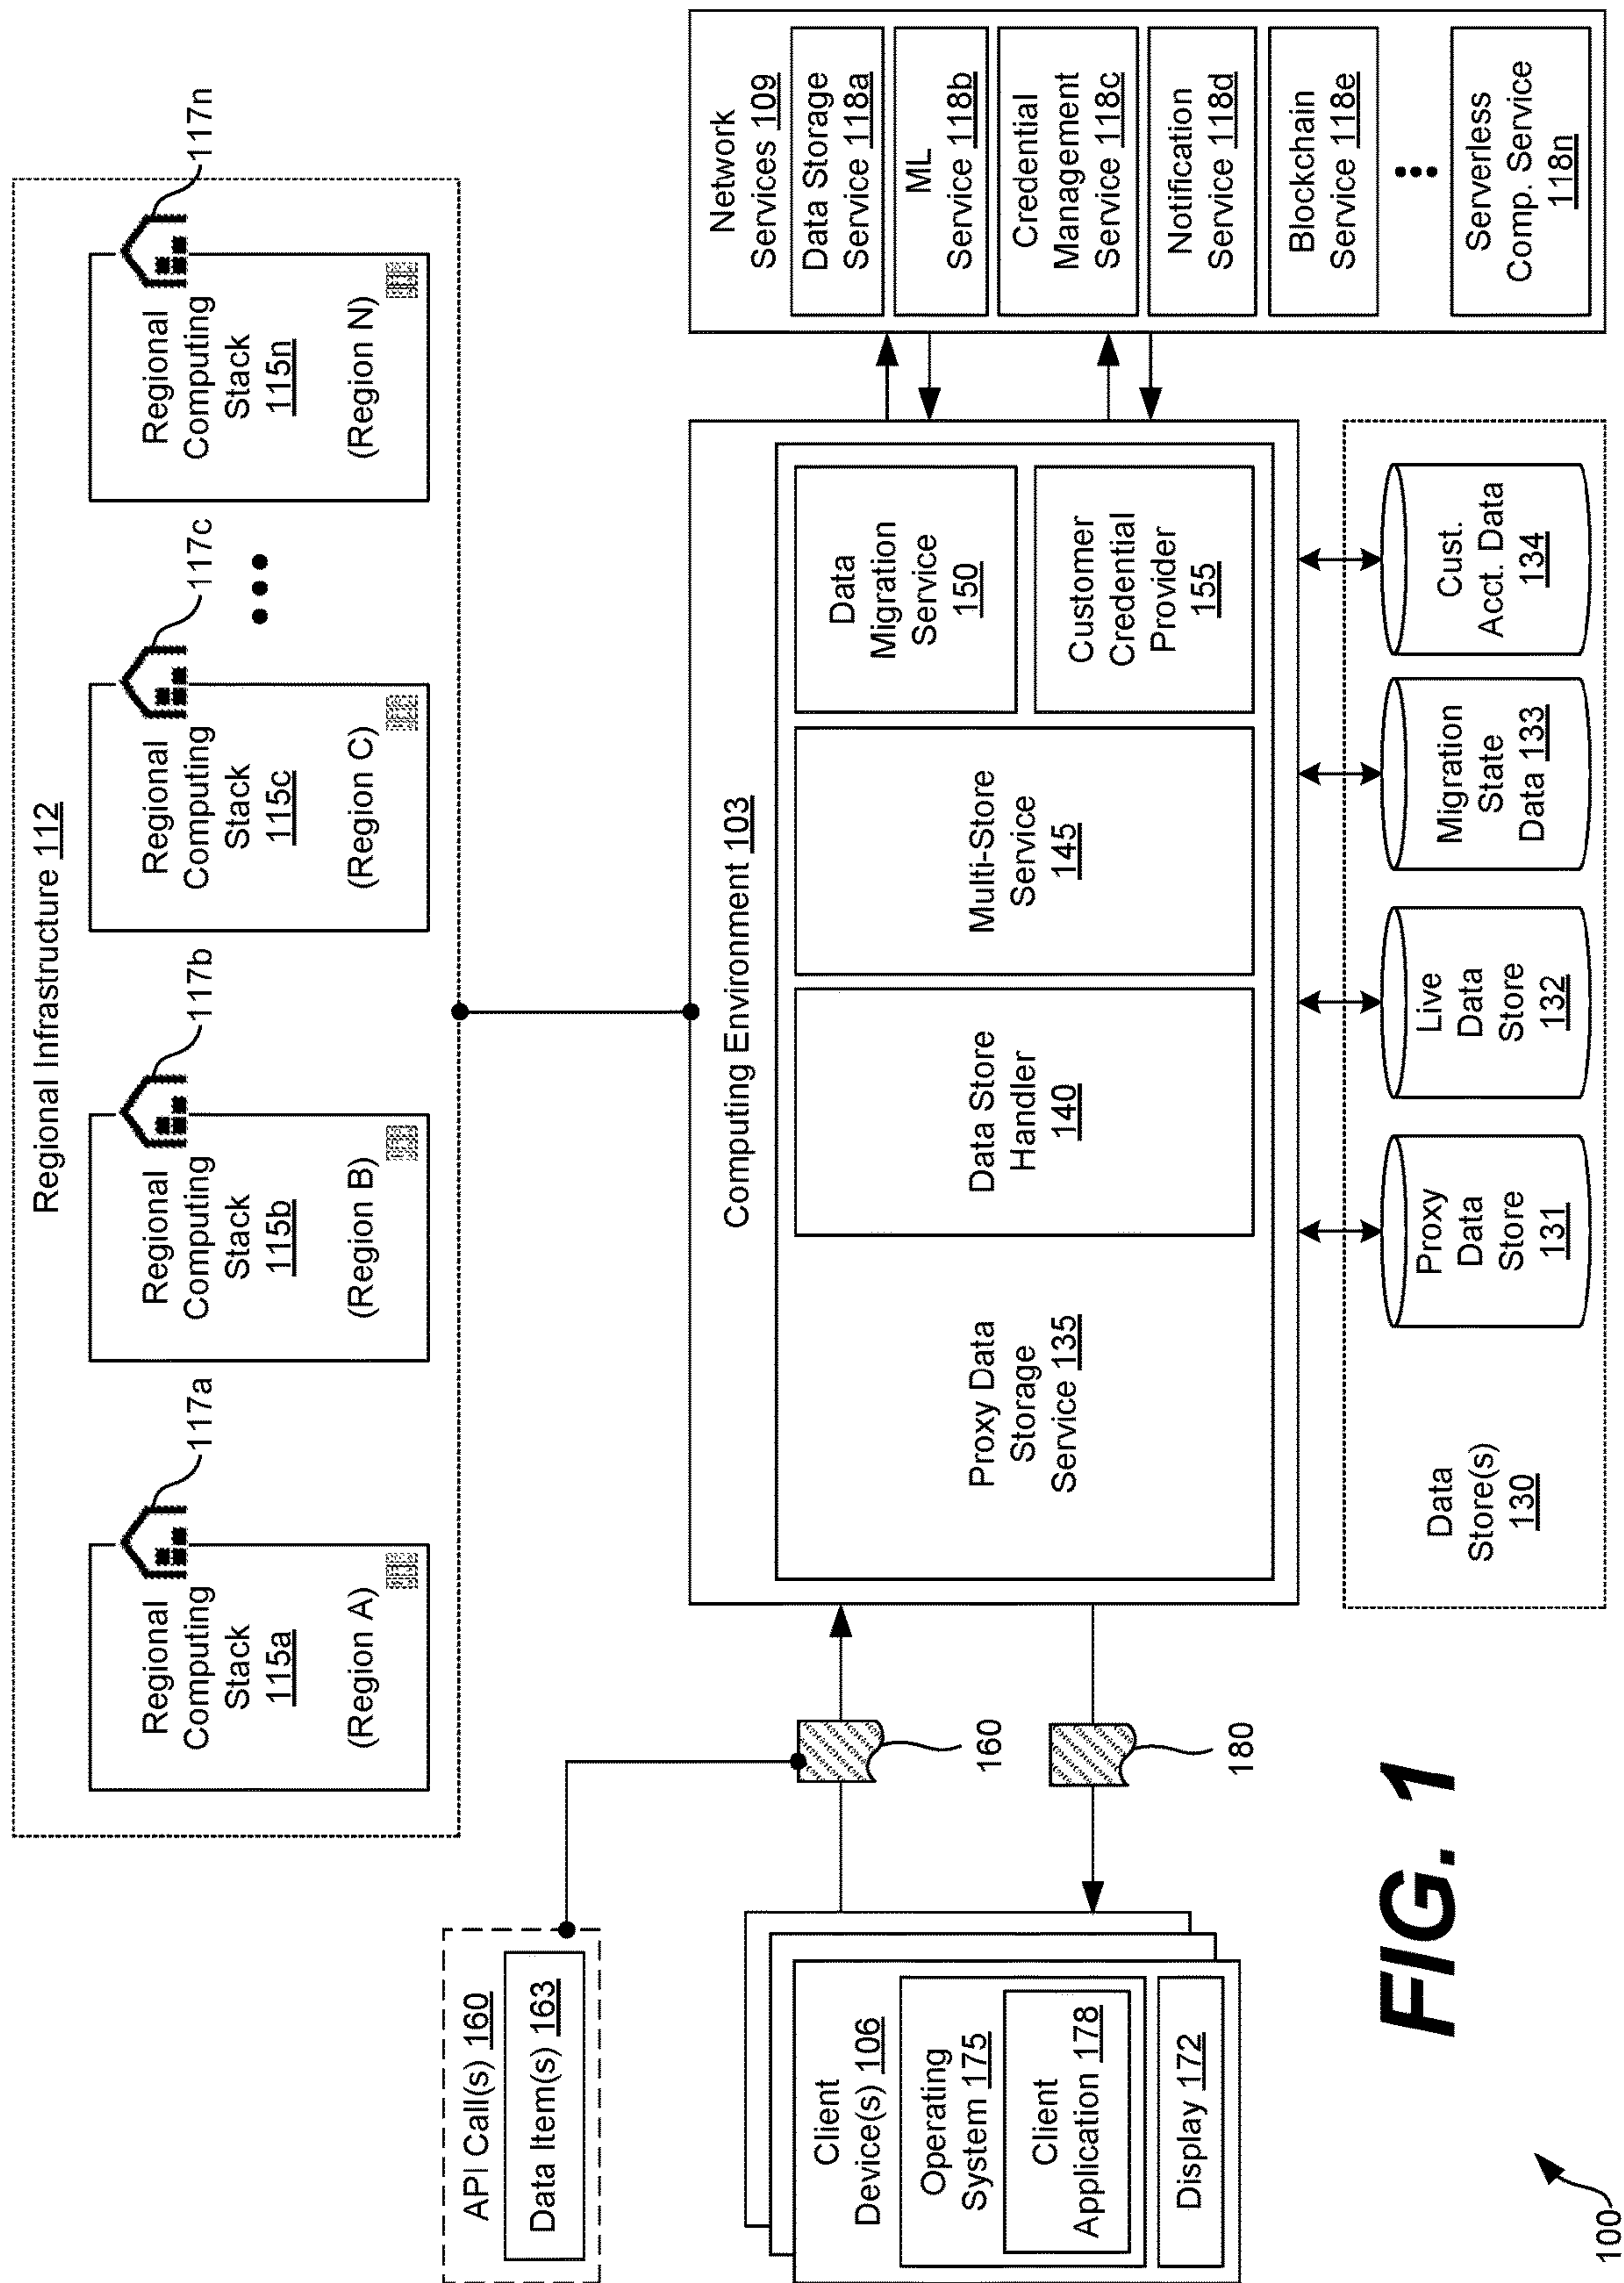 Regional Infrastructure 112
Regional
Computing
Stack
115a
(Region A)
117a
Regional
Computing
Stack
115b
(Region B)
117b
Regional
Computing
Stack
115c
(Region C)
117c
Regional
Computing
Stack
115n
(Region N)
117n
API Call(s) 160
Data Item(s) 163
Client
Device(s) 106
Operating
System 175
Client
Application 178
Display 172
160
180
Computing Environment 103
Proxy Data
Storage
Service 135
Data Store
Handler
140
Multi-Store
Service
145
Data
Migration
Service
150
Customer
Credential
Provider
155
Network
Services 109
Data Storage
Service 118a
ML
Service 118b
Credential
Management
Service 118c
Notification
Service 118d
Blockchain
Service 118e
Serverless
Comp. Service
118n
Data
Store(s)
130
Proxy
Data
Store
131
Live
Data
Store
132
Migration
State
Data 133
Cust.
Acct. Data
134
100
FIG. 1